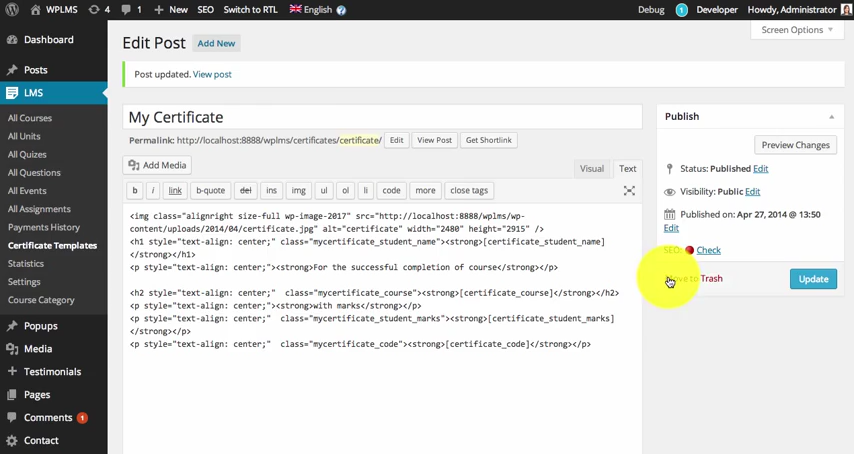 WPLMS 4 1 New SEO Switch to RTL English ? Debug 1 Developer Howdy, Administrator
Screen Options
Dashboard
Posts
LMS
All Courses
All Units
All Quizes
All Questions
All Events
All Assignments
Payments History
Certificate Templates
Statistics
Settings
Course Category
Popups
Media
Testimonials
Pages
Comments 1
Contact
Edit Post Add New
Post updated. View post
My Certificate
Permalink: http://localhost:8888/wplms/certificates/certificate/ Edit View Post Get Shortlink
Add Media
Visual Text
b i link b-quote del ins img ul ol li code more close tags
<img class="alignright size-full wp-image-2017" src="http://localhost:8888/wplms/wp-
content/uploads/2014/04/certificate.jpg" alt="certificate" width="2480" height="2915" />
<h1 style="text-align: center;" class="mycertificate_student_name"><strong>[certificate_student_name]
</strong></h1>
<p style="text-align: center;"><strong>For the successful completion of course</strong></p>
<h2 style="text-align: center;" class="mycertificate_course"><strong>[certificate_course]</strong></h2>
<p style="text-align: center;"><strong>with marks</strong></p>
<p style="text-align: center;" class="mycertificate_student_marks"><strong>[certificate_student_marks]
</strong></p>
<p style="text-align: center;" class="mycertificate_code"><strong>[certificate_code]</strong></p>
Publish
Preview Changes
Status: Published Edit
Visibility: Public Edit
Published on: Apr 27, 2014 @ 13:50
Edit
SEO: Check
Move to Trash Update